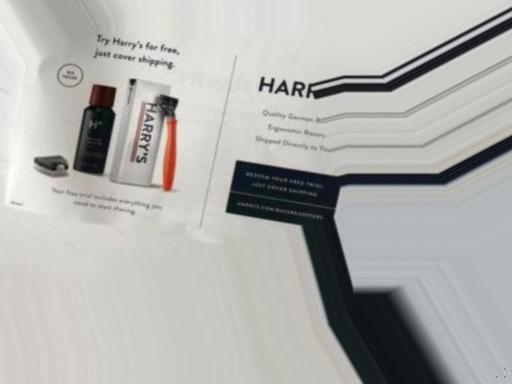 Try Harry's for free,
just cover shipping.
HARRY'S
Your free trial includes everything you
need to start shaving.
HARR
Quality German
Ergonomic Razors,
Shipped Directly to You
REDEEM YOUR FREE TRIAL,
JUST COVER SHIPPING.